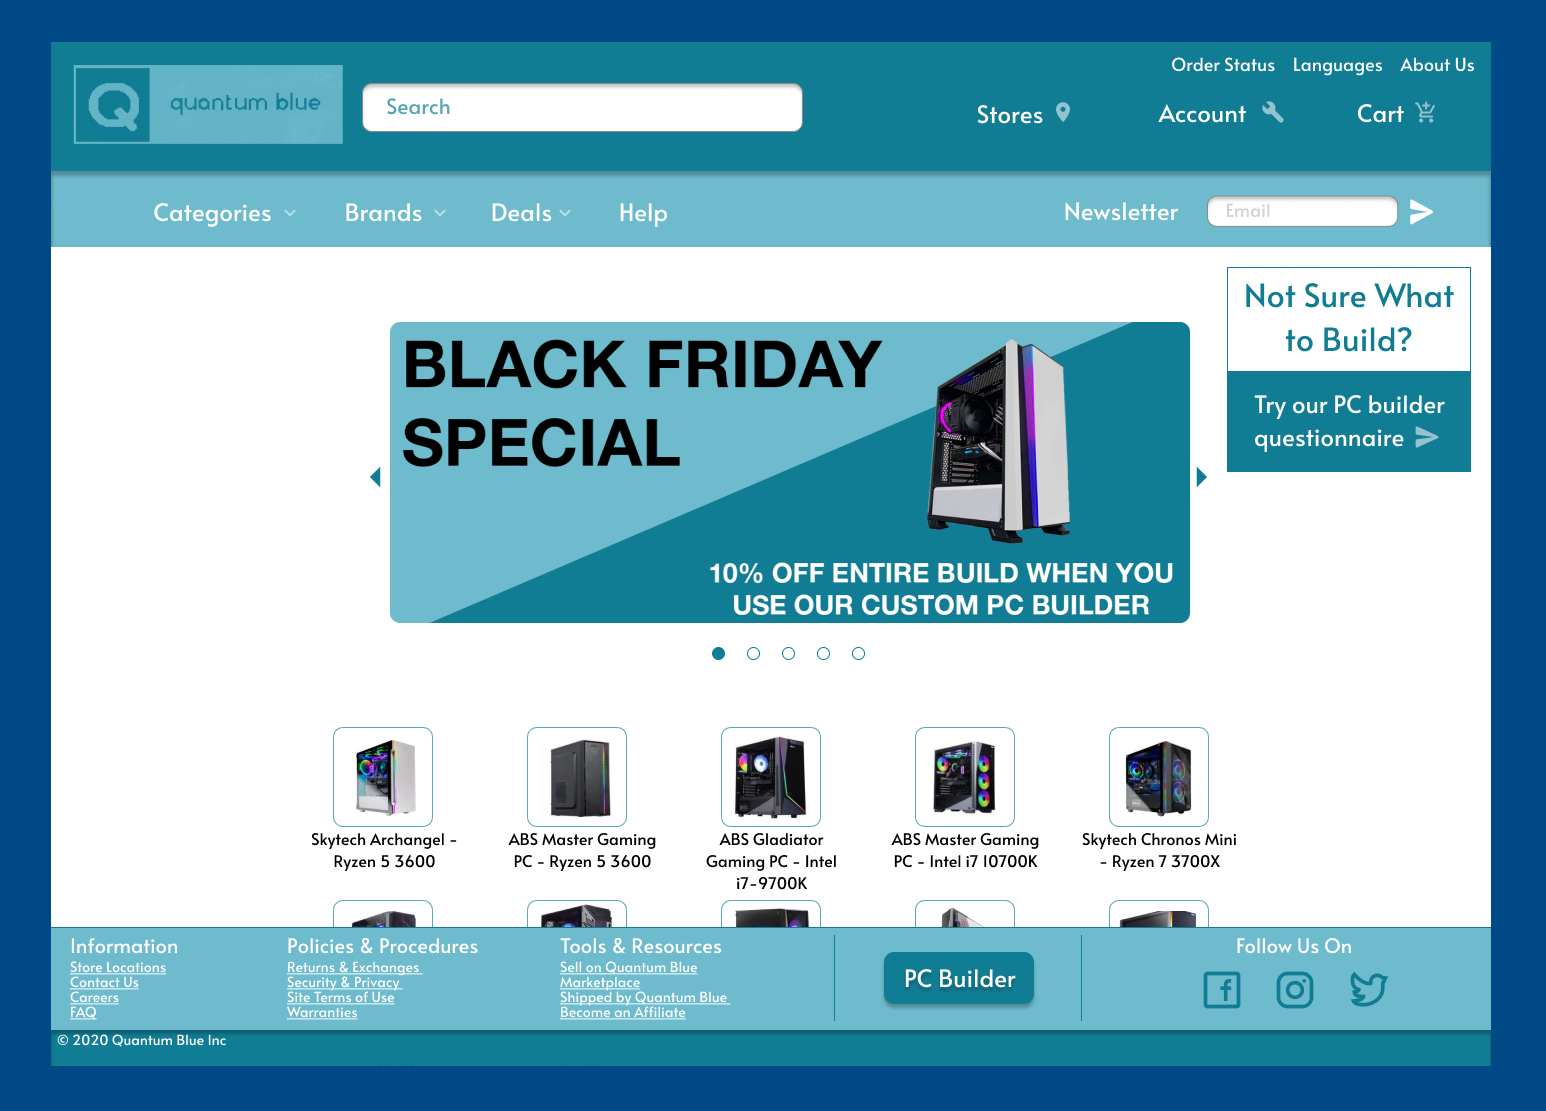 Order Status Languages About Us
quantum blue
Search
Stores Account Cart
Categories Brands Deals Help Newsletter Email
Not Sure What
to Build?
Try our PC builder
questionnaire
BLACK FRIDAY
SPECIAL
10% OFF ENTIRE BUILD WHEN YOU
USE OUR CUSTOM PC BUILDER
Skytech Archangel -
Ryzen 5 3600
ABS Master Gaming
PC - Ryzen 5 3600
ABS Gladiator
Gaming PC - Intel
i7-9700K
ABS Master Gaming
PC - Intel i7 10700K
Skytech Chronos Mini
- Ryzen 7 3700X
Information
Store Locations
Contact Us
Careers
FAQ
Policies & Procedures
Returns & Exchanges
Security & Privacy
Site Terms of Use
Warranties
Tools & Resources
Sell on Quantum Blue
Marketplace
Shipped by Quantum Blue
Become an Affiliate
PC Builder
Follow Us On
© 2020 Quantum Blue Inc